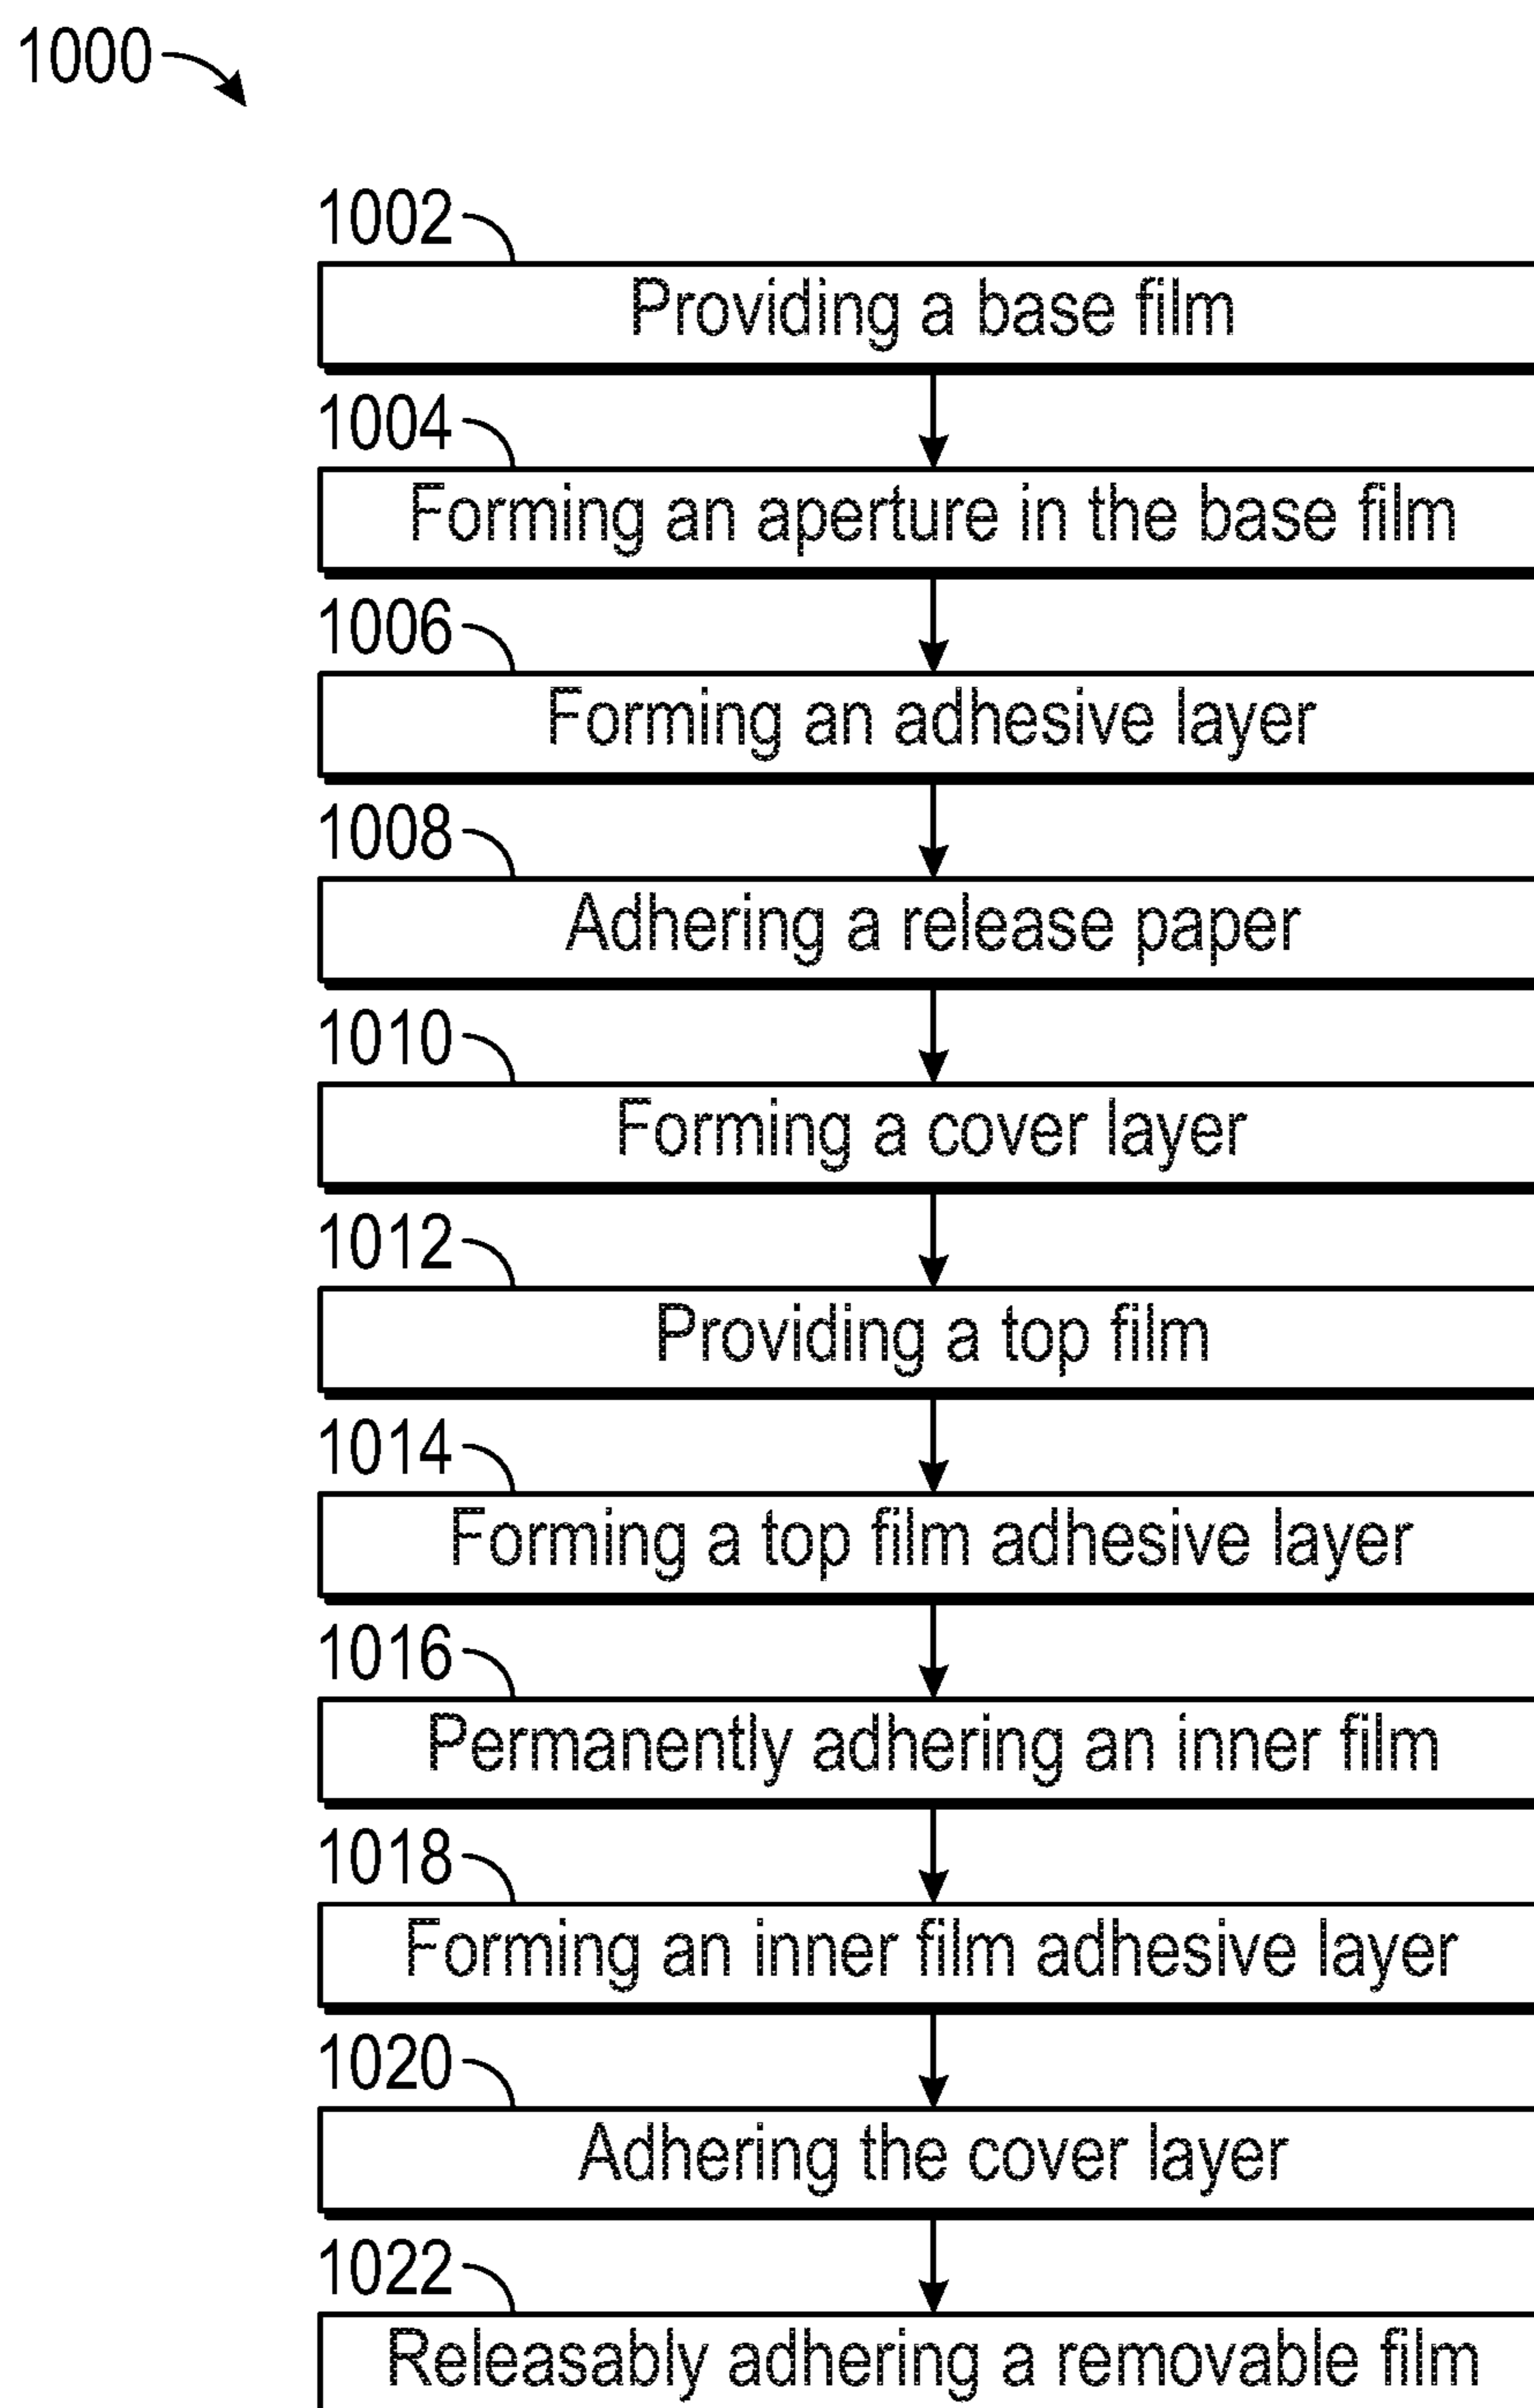 1000
1002
Providing a base film
1004
Forming an aperture in the base film
1006
Forming an adhesive layer
1008
Adhering a release paper
1010
Forming a cover layer
1012
Providing a top film
1014
Forming a top film adhesive layer
1016
Permanently adhering an inner film
1018
Forming an inner film adhesive layer
1020
Adhering the cover layer
1022
Releasably adhering a removable film